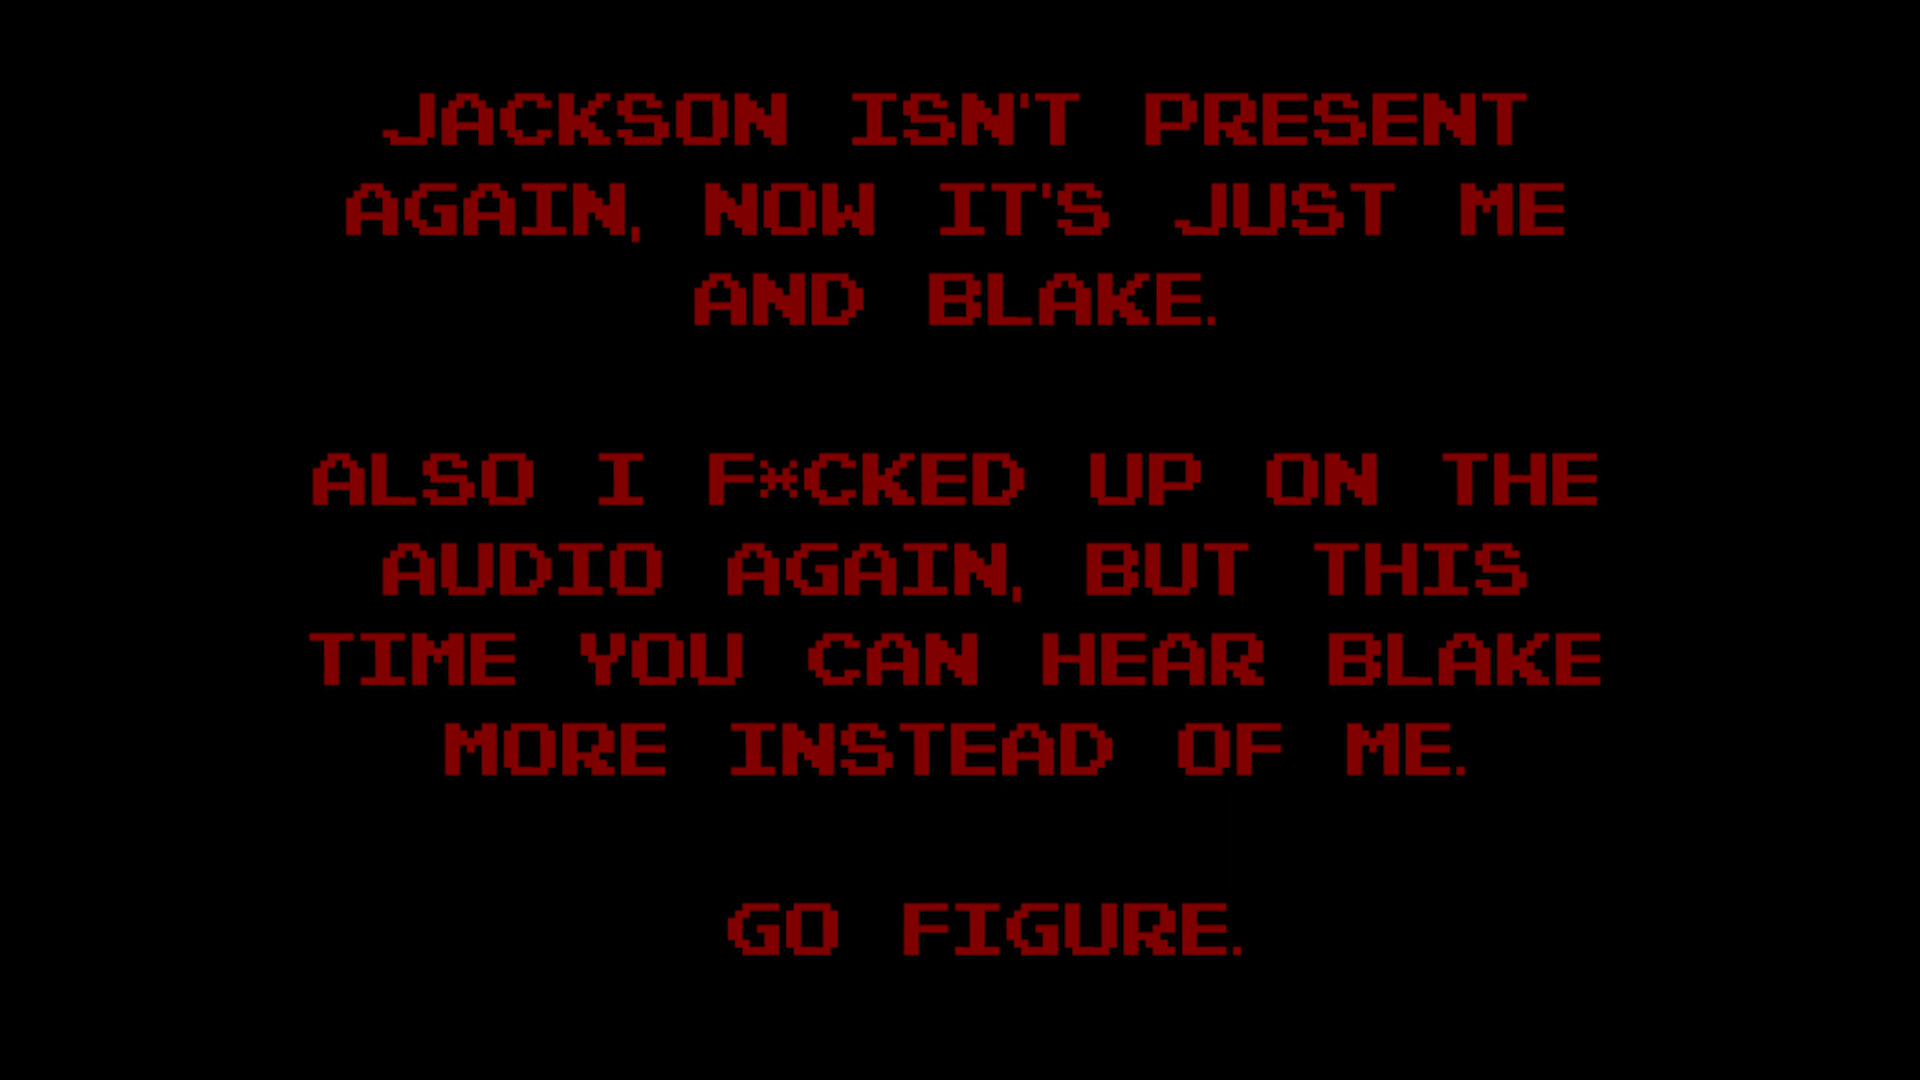 JACKSON ISN'T PRESENT
AGAIN, NOW IT'S JUST ME
AND BLAKE.
ALSO I F*CKED UP ON THE
AUDIO AGAIN, BUT THIS
TIME YOU CAN HEAR BLAKE
MORE INSTEAD OF ME.
GO FIGURE.